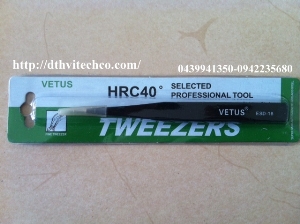 http://dthvitechco.com/ 0439941350-0942235680
VETUS
HRC40° SELECTED
PROFESSIONAL TOOL
VETUS®
TWEEZERS